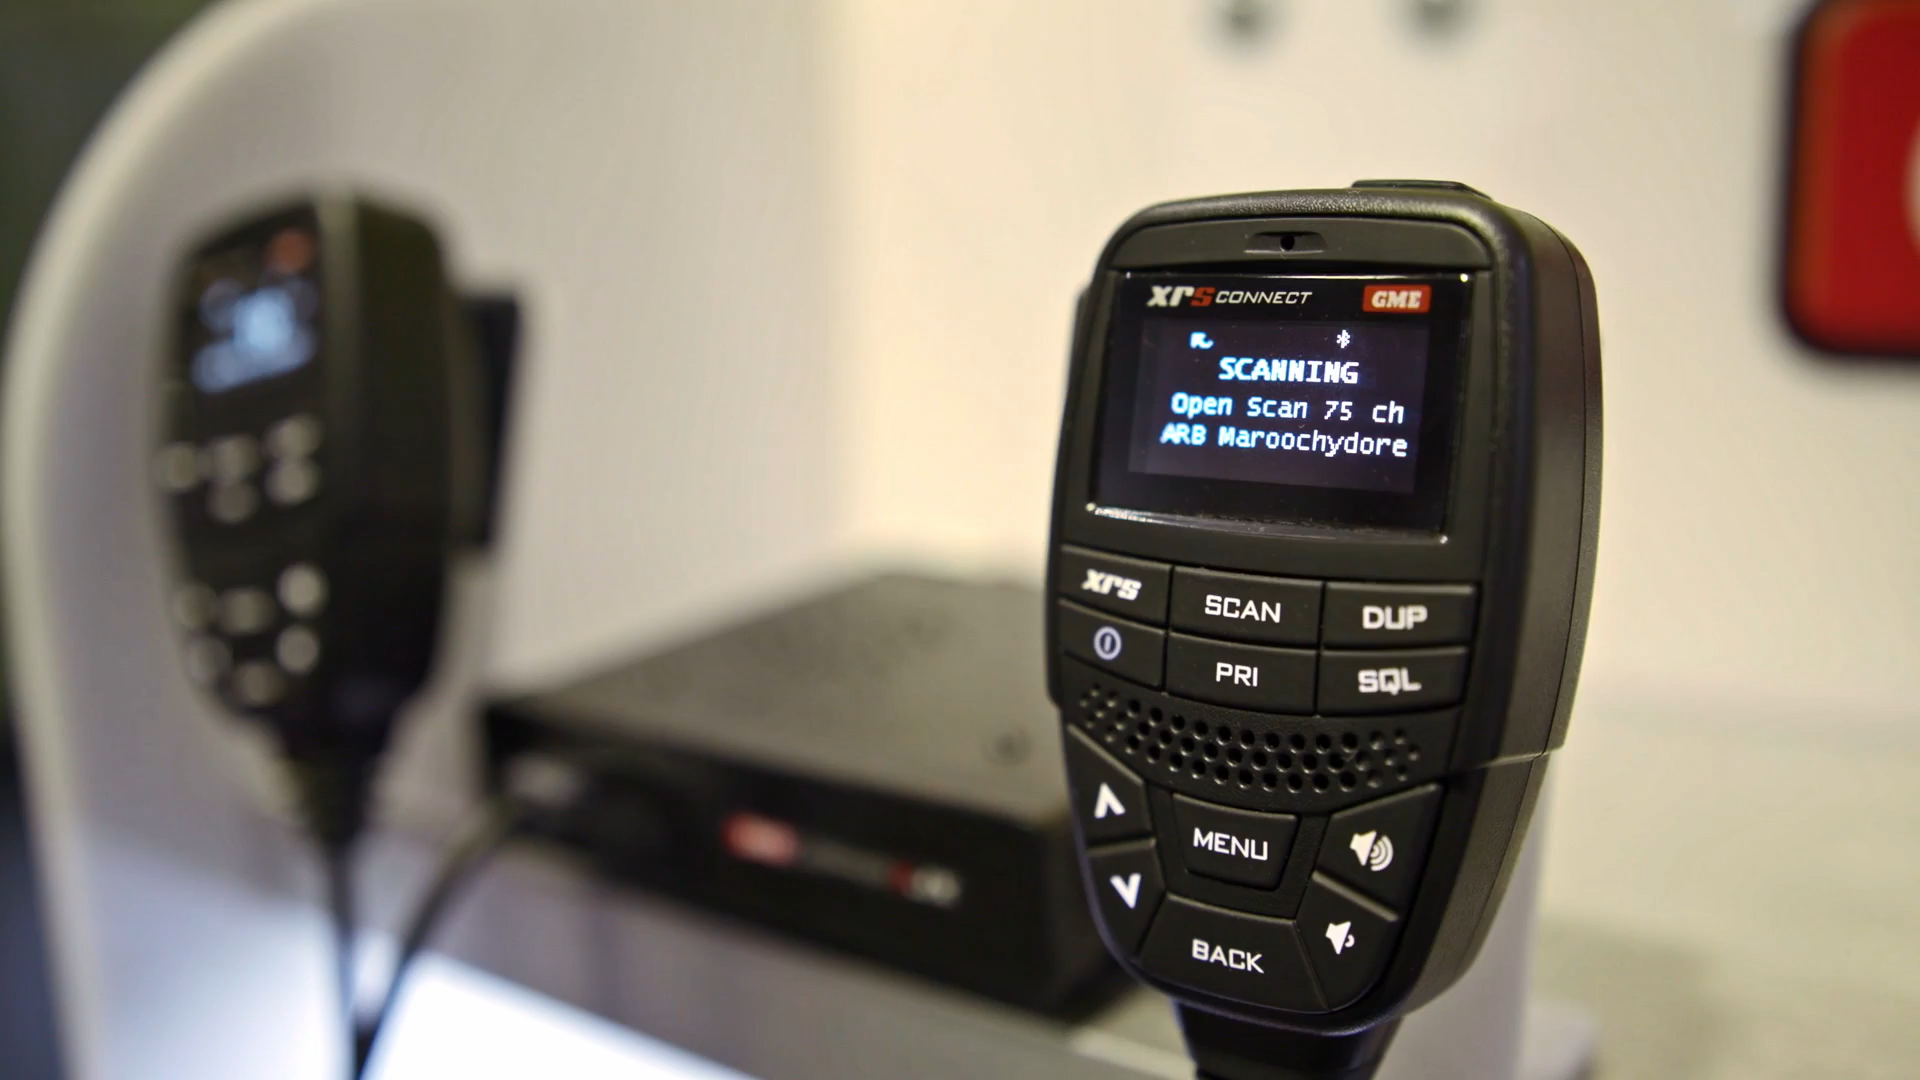 xrs CONNECT GME
SCANNING
Open Scan 75 ch
ARB Maroochydore
xrs SCAN DUP
PRI SQL
MENU
BACK